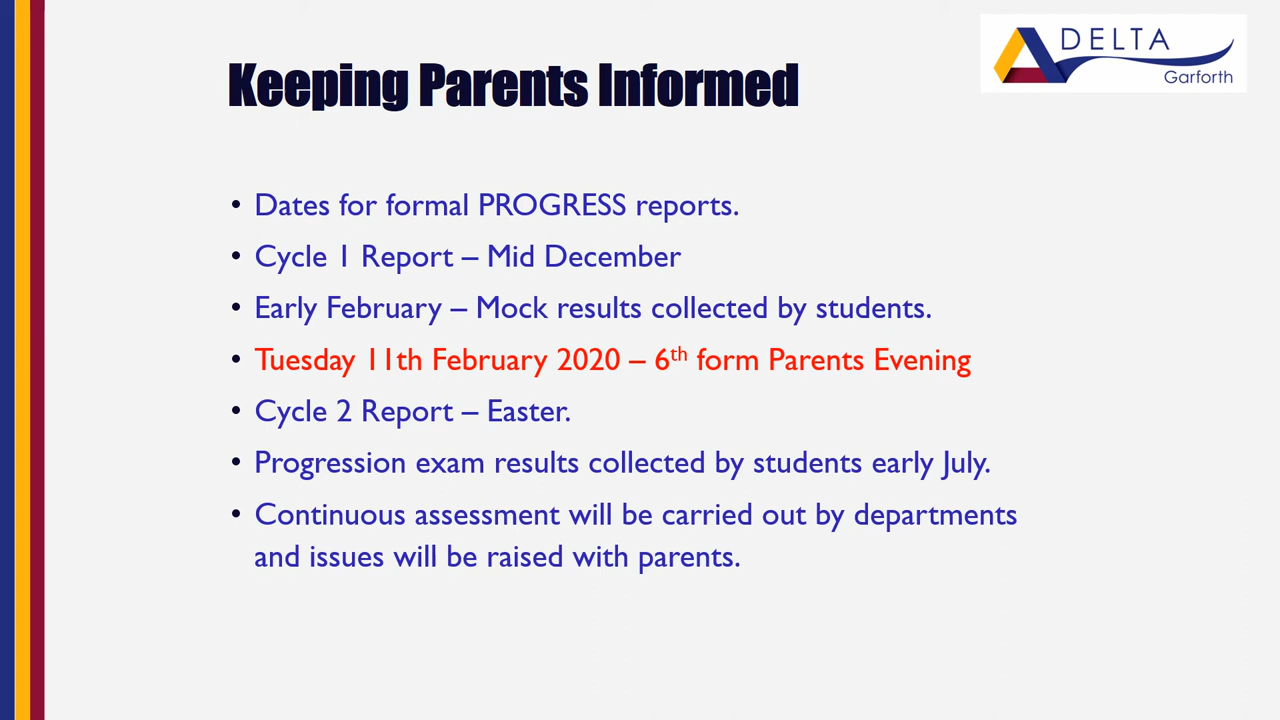 DELTA
Garforth
Keeping Parents Informed
• Dates for formal PROGRESS reports.
• Cycle 1 Report – Mid December
• Early February – Mock results collected by students.
• Tuesday 11th February 2020 – 6th form Parents Evening
• Cycle 2 Report – Easter.
• Progression exam results collected by students early July.
• Continuous assessment will be carried out by departments
and issues will be raised with parents.